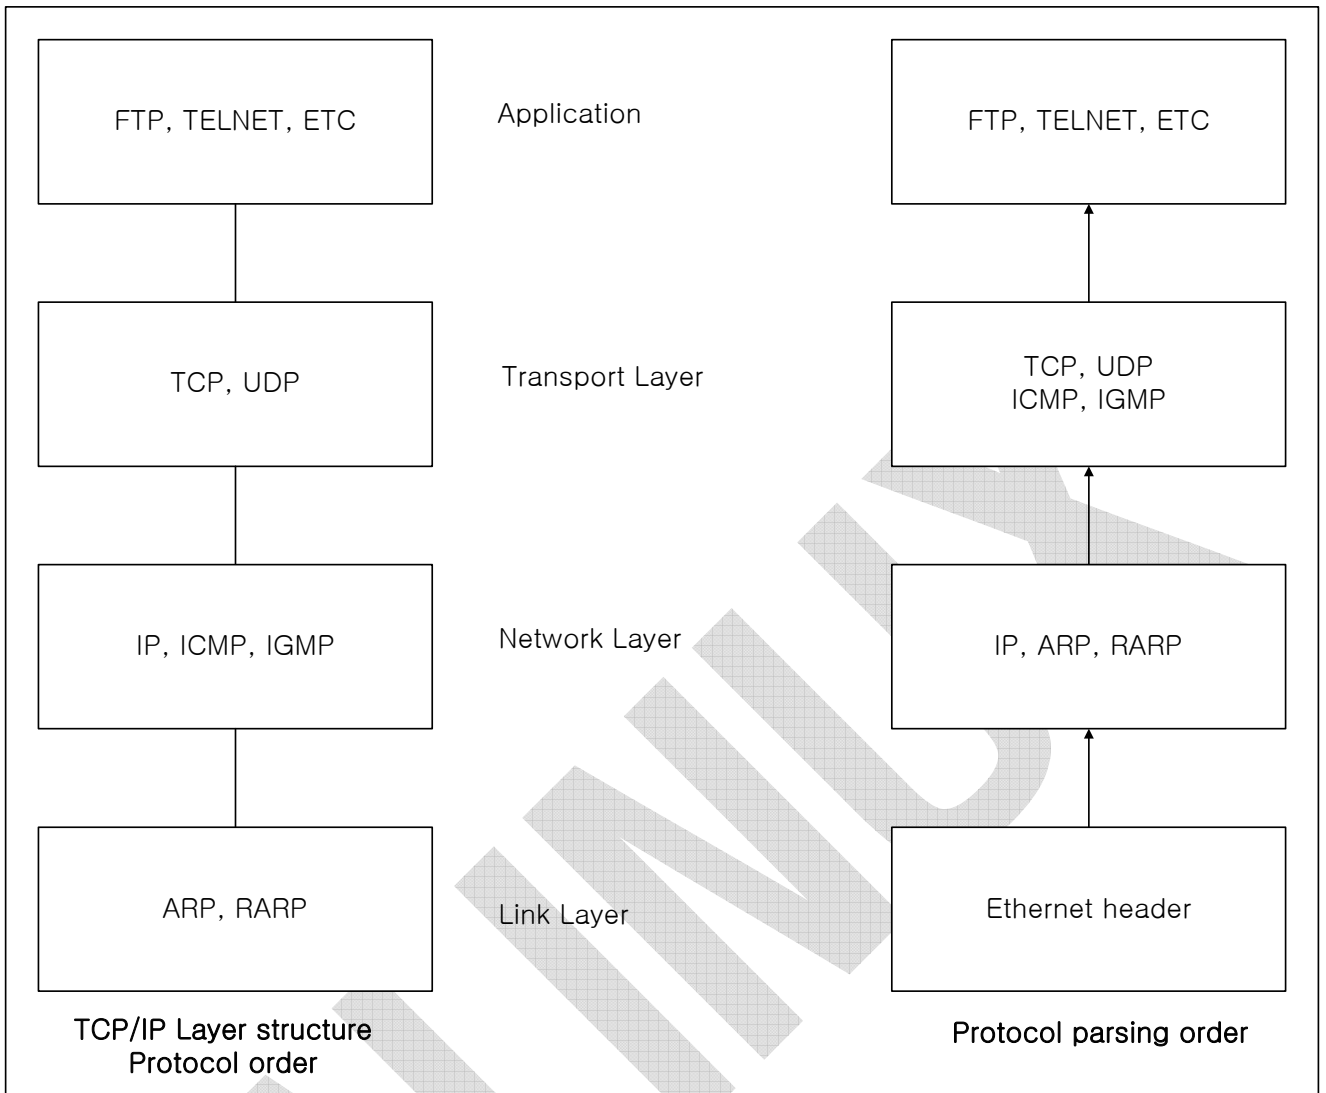 FTP, TELNET, ETC
Application
FTP, TELNET, ETC
TCP, UDP
Transport Layer
TCP, UDP
ICMP, IGMP
IP, ICMP, IGMP
Network Layer
IP, ARP, RARP
ARP, RARP
Link Layer
Ethernet header
TCP/IP Layer structure
Protocol order
Protocol parsing order